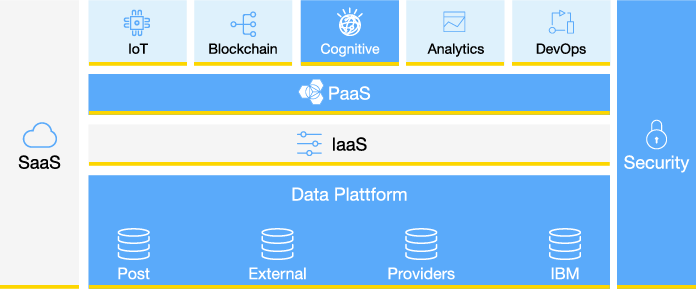 IoT
Blockchain
Cognitive
Analytics
DevOps
PaaS
SaaS
IaaS
Security
Data Plattform
Post
External
Providers
IBM